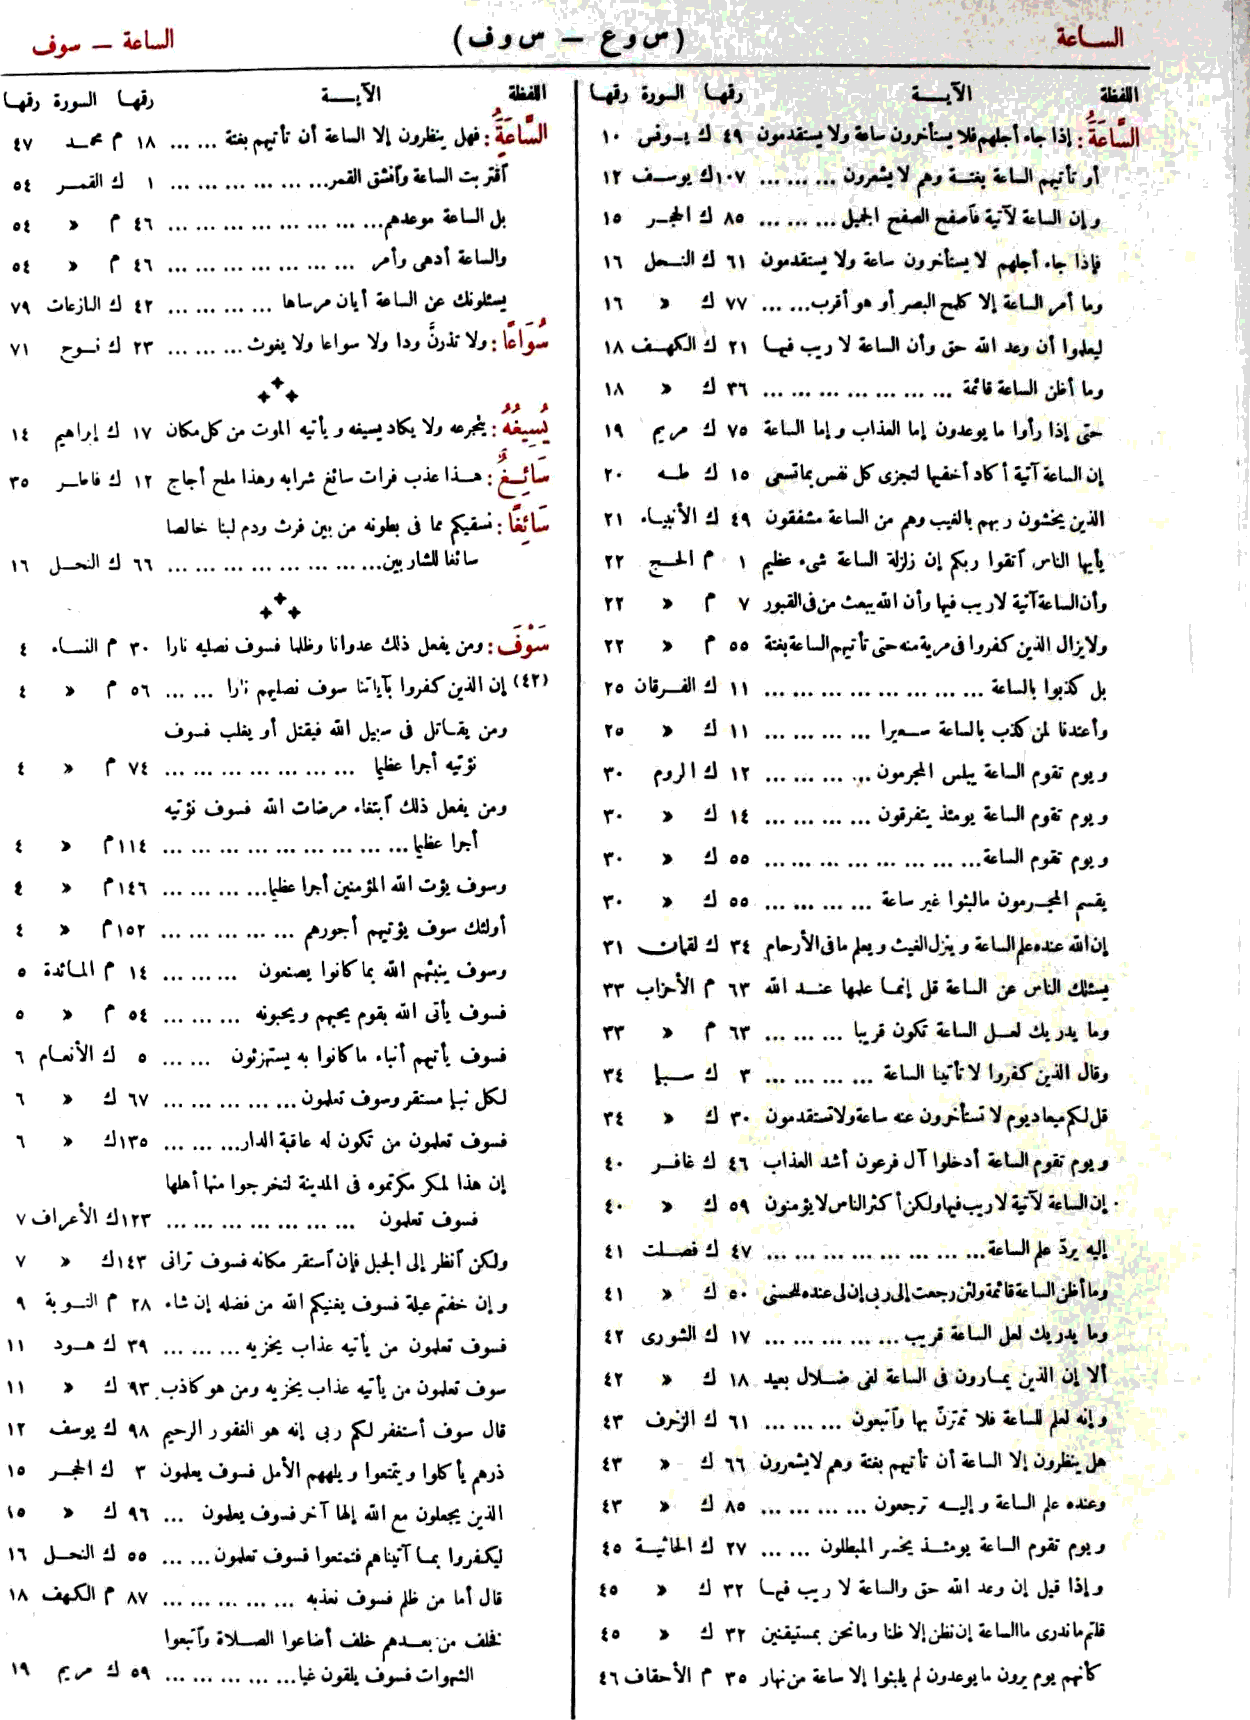 الساعة
(س وع — س وف)
الساعة — سوف
اللفظة الآيــــة رقمها السورة رقمها
السَّاعَةُ: إذا جاء أجلهم فلا يستأخرون ساعة ولا يستقدمون ٤٩ ك يونس ١٠
أو تأتيهم الساعة بغتة وهم لا يشعرون ... ... ... ١٠٧ ك يوسف ١٢
وإن الساعة لآتية فاصفح الصفح الجميل ... ... ... ٨٥ ك الحجر ١٥
فإذا جاء أجلهم لا يستأخرون ساعة ولا يستقدمون ٦١ ك النحل ١٦
وما أمر الساعة إلا كلمح البصر أو هو أقرب ... ... ٧٧ ك « ١٦
ليعلموا أن وعد الله حق وأن الساعة لا ريب فيها ٢١ ك الكهف ١٨
وما أظن الساعة قائمة ... ... ... ... ... ... ... ٣٦ ك « ١٨
حتى إذا رأوا ما يوعدون إما العذاب وإما الساعة ٧٥ ك مريم ١٩
إن الساعة آتية أكاد أخفيها لتجزى كل نفس بما تسعى ١٥ ك طه ٢٠
الذين يخشون ربهم بالغيب وهم من الساعة مشفقون ٤٩ ك الأنبياء ٢١
يأيها الناس اتقوا ربكم إن زلزلة الساعة شىء عظيم ١ م الحج ٢٢
وأن الساعة آتية لا ريب فيها وأن الله يبعث من فى القبور ٧ م « ٢٢
ولا يزال الذين كفروا فى مرية منه حتى تأتيهم الساعة بغتة ٥٥ م « ٢٢
بل كذبوا بالساعة ... ... ... ... ... ... ... ... ١١ ك الفرقان ٢٥
وأعتدنا لمن كذب بالساعة سعيرا ... ... ... ... ١١ ك « ٢٥
ويوم تقوم الساعة يبلس المجرمون ... ... ... ... ١٢ ك الروم ٣٠
ويوم تقوم الساعة يومئذ يتفرقون ... ... ... ... ١٤ ك « ٣٠
ويوم تقوم الساعة ... ... ... ... ... ... ... ... ٥٥ ك « ٣٠
يقسم المجرمون ما لبثوا غير ساعة ... ... ... ... ٥٥ ك « ٣٠
إن الله عنده علم الساعة وينزل الغيث ويعلم ما فى الأرحام ٣٤ ك لقمان ٣١
يسئلك الناس عن الساعة قل إنما علمها عند الله ٦٣ م الأحزاب ٣٣
وما يدريك لعل الساعة تكون قريبا ... ... ... ... ٦٣ م « ٣٣
وقال الذين كفروا لا تأتينا الساعة ... ... ... ... ٣ ك سبإ ٣٤
قل لكم ميعاد يوم لا تستأخرون عنه ساعة ولا تستقدمون ٣٠ ك « ٣٤
ويوم تقوم الساعة أدخلوا آل فرعون أشد العذاب ٤٦ ك غافر ٤٠
إن الساعة لآتية لا ريب فيها ولكن أكثر الناس لا يؤمنون ٥٩ ك « ٤٠
إليه يردّ علم الساعة ... ... ... ... ... ... ... ... ٤٧ ك فصلت ٤١
وما أظن الساعة قائمة ولئن رجعت إلى ربى إن لى عنده للحسنى ٥٠ ك « ٤١
وما يدريك لعل الساعة قريب ... ... ... ... ... ١٧ ك الشورى ٤٢
ألا إن الذين يمارون فى الساعة لفى ضلال بعيد ١٨ ك « ٤٢
وإنه لعلم للساعة فلا تمترنّ بها واتبعون ... ... ... ٦١ ك الزخرف ٤٣
هل ينظرون إلا الساعة أن تأتيهم بغتة وهم لا يشعرون ٦٦ ك « ٤٣
وعنده علم الساعة وإليه ترجعون ... ... ... ... ٨٥ ك « ٤٣
ويوم تقوم الساعة يومئذ يخسر المبطلون ... ... ٢٧ ك الجاثية ٤٥
وإذا قيل إن وعد الله حق والساعة لا ريب فيها ٣٢ ك « ٤٥
قلتم ما ندرى ما الساعة إن نظن إلا ظنا وما نحن بمستيقنين ٣٢ ك « ٤٥
كأنهم يوم يرون ما يوعدون لم يلبثوا إلا ساعة من نهار ٣٥ م الأحقاف ٤٦
اللفظة الآيــــة رقمها السورة رقمها
السَّاعَةَُ: فهل ينظرون إلا الساعة أن تأتيهم بغتة ... ... ١٨ م محمد ٤٧
اقتربت الساعة وانشق القمر ... ... ... ... ... ... ١ ك القمر ٥٤
بل الساعة موعدهم ... ... ... ... ... ... ... ... ٤٦ م « ٥٤
والساعة أدهى وأمر ... ... ... ... ... ... ... ... ٤٦ م « ٥٤
يسئلونك عن الساعة أيان مرساها ... ... ... ... ٤٢ ك النازعات ٧٩
سُوَاعًا: ولا تذرنَّ ودا ولا سواعا ولا يغوث ... ... ... ٢٣ ك نوح ٧١
يُسِيغُهُ: يتجرعه ولا يكاد يسيغه ويأتيه الموت من كل مكان ١٧ ك إبراهيم ١٤
سَائِغٌ: هذا عذب فرات سائغ شرابه وهذا ملح أجاج ١٢ ك فاطر ٣٥
سَائِغًا: نسقيكم مما فى بطونه من بين فرث ودم لبنا خالصا
سائغا للشاربين ... ... ... ... ... ... ... ... ٦٦ ك النحل ١٦
سَوْفَ: ومن يفعل ذلك عدوانا وظلما فسوف نصليه نارا ٣٠ م النساء ٤
(٤٢) إن الذين كفروا بآياتنا سوف نصليهم نارا ... ... ٥٦ م « ٤
ومن يقاتل فى سبيل الله فيقتل أو يغلب فسوف
نؤتيه أجرا عظيما ... ... ... ... ... ... ... ... ٧٤ م « ٤
ومن يفعل ذلك ابتغاء مرضات الله فسوف نؤتيه
أجرا عظيما ... ... ... ... ... ... ... ... ... ١١٤ م « ٤
وسوف يؤت الله المؤمنين أجرا عظيما ... ... ... ... ١٤٦ م « ٤
أولئك سوف يؤتيهم أجورهم ... ... ... ... ... ١٥٢ م « ٤
وسوف ينبئهم الله بما كانوا يصنعون ... ... ... ١٤ م المائدة ٥
فسوف يأتى الله بقوم يحبهم ويحبونه ... ... ... ٥٤ م « ٥
فسوف يأتيهم أنباء ما كانوا به يستهزئون ... ... ٥ ك الأنعام ٦
لكل نبإ مستقر وسوف تعلمون ... ... ... ... ... ٦٧ ك « ٦
فسوف تعلمون من تكون له عاقبة الدار ... ... ... ١٣٥ ك « ٦
إن هذا لمكر مكرتموه فى المدينة لتخرجوا منها أهلها
فسوف تعلمون ... ... ... ... ... ... ... ... ١٢٣ ك الأعراف ٧
ولكن انظر إلى الجبل فإن استقر مكانه فسوف ترانى ١٤٣ ك « ٧
وإن خفتم عيلة فسوف يغنيكم الله من فضله إن شاء ٢٨ م التوبة ٩
فسوف تعلمون من يأتيه عذاب يخزيه ... ... ... ٣٩ ك هود ١١
سوف تعلمون من يأتيه عذاب يخزيه ومن هو كاذب ٩٣ ك « ١١
قال سوف أستغفر لكم ربى إنه هو الغفور الرحيم ٩٨ ك يوسف ١٢
ذرهم يأكلوا ويتمتعوا ويلههم الأمل فسوف يعلمون ٣ ك الحجر ١٥
الذين يجعلون مع الله إلها آخر فسوف يعلمون ... ٩٦ ك « ١٥
ليكفروا بما آتيناهم فتمتعوا فسوف تعلمون ... ... ٥٥ ك النحل ١٦
قال أما من ظلم فسوف نعذبه ... ... ... ... ... ٨٧ م الكهف ١٨
فخلف من بعدهم خلف أضاعوا الصلاة واتبعوا
الشهوات فسوف يلقون غيا ... ... ... ... ... ٥٩ ك مريم ١٩